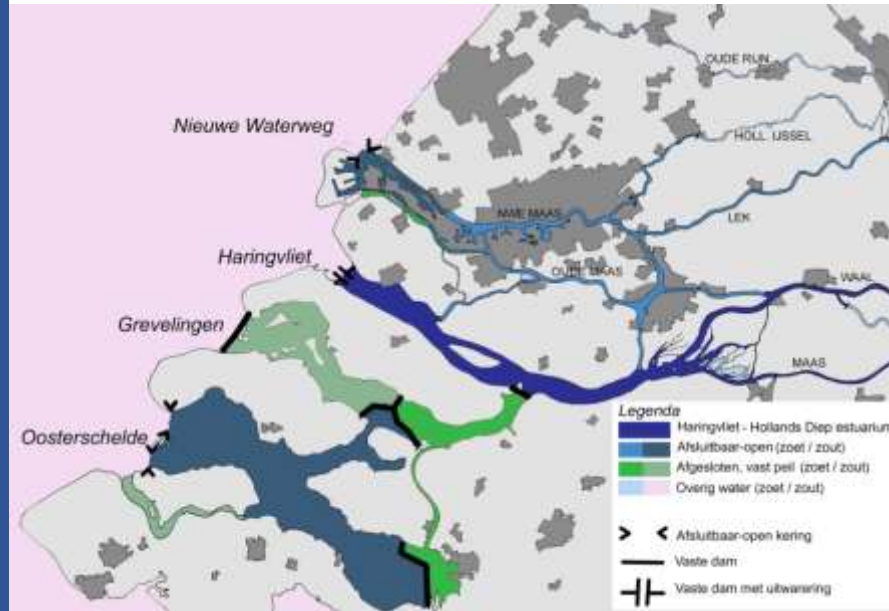 OUDE RIJN
Nieuwe Waterweg
HOLL IJSSEL
NWE MAAS
LEK
Haringvliet
OUDE MAAS
WAAL
Grevelingen
MAAS
Oosterschelde
Legenda
Haringvliet - Hollands Diep estuarium
Afsluitbaar-open (zoet / zout)
Afgesloten, vast peil (zoet / zout)
Overig water (zoet / zout)
Afsluitbaar-open kering
Vaste dam
Vaste dam met uitwarering